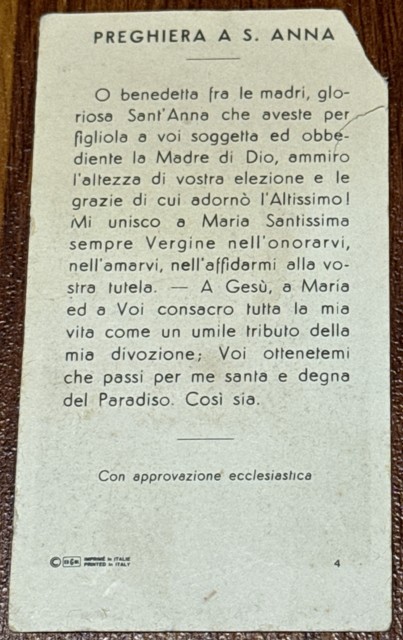 PREGHIERA A S. ANNA
O benedetta fra le madri, glo-
riosa Sant'Anna che aveste per
figliola a voi soggetta ed obbe-
diente la Madre di Dio, ammiro
l'altezza di vostra elezione e le
grazie di cui adornò l'Altissimo!
Mi unisco a Maria Santissima
sempre Vergine nell'onorarvi,
nell'amarvi, nell'affidarmi alla vo-
stra tutela. — A Gesù, a Maria
ed a Voi consacro tutta la mia
vita come un umile tributo della
mia divozione; Voi ottenetemi
che passi per me santa e degna
del Paradiso. Così sia.
Con approvazione ecclesiastica
© IMPRIMÉ in ITALIE
PRINTED in ITALY
4